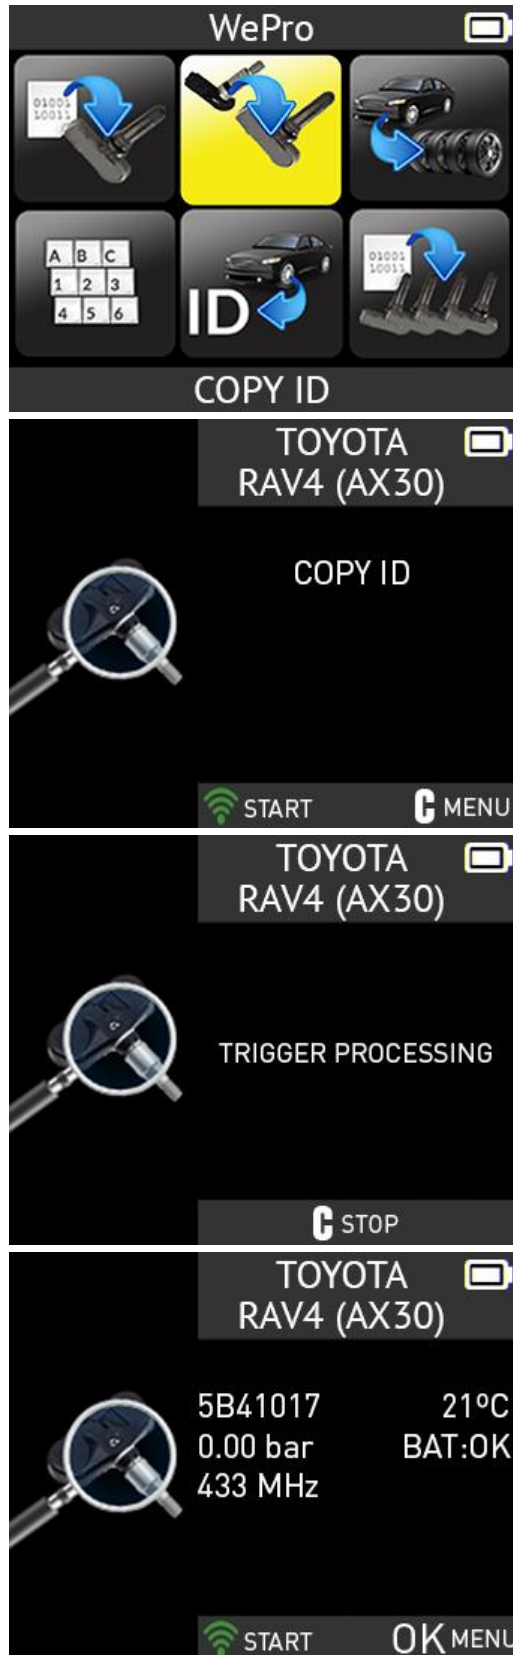 WePro
01001
10011
A B C
1 2 3
4 5 6
ID
01001
10011
COPY ID
TOYOTA
RAV4 (AX30)
COPY ID
START
C MENU
TOYOTA
RAV4 (AX30)
TRIGGER PROCESSING
C STOP
TOYOTA
RAV4 (AX30)
5B41017 21ºC
0.00 bar BAT:OK
433 MHz
START
OK MENU